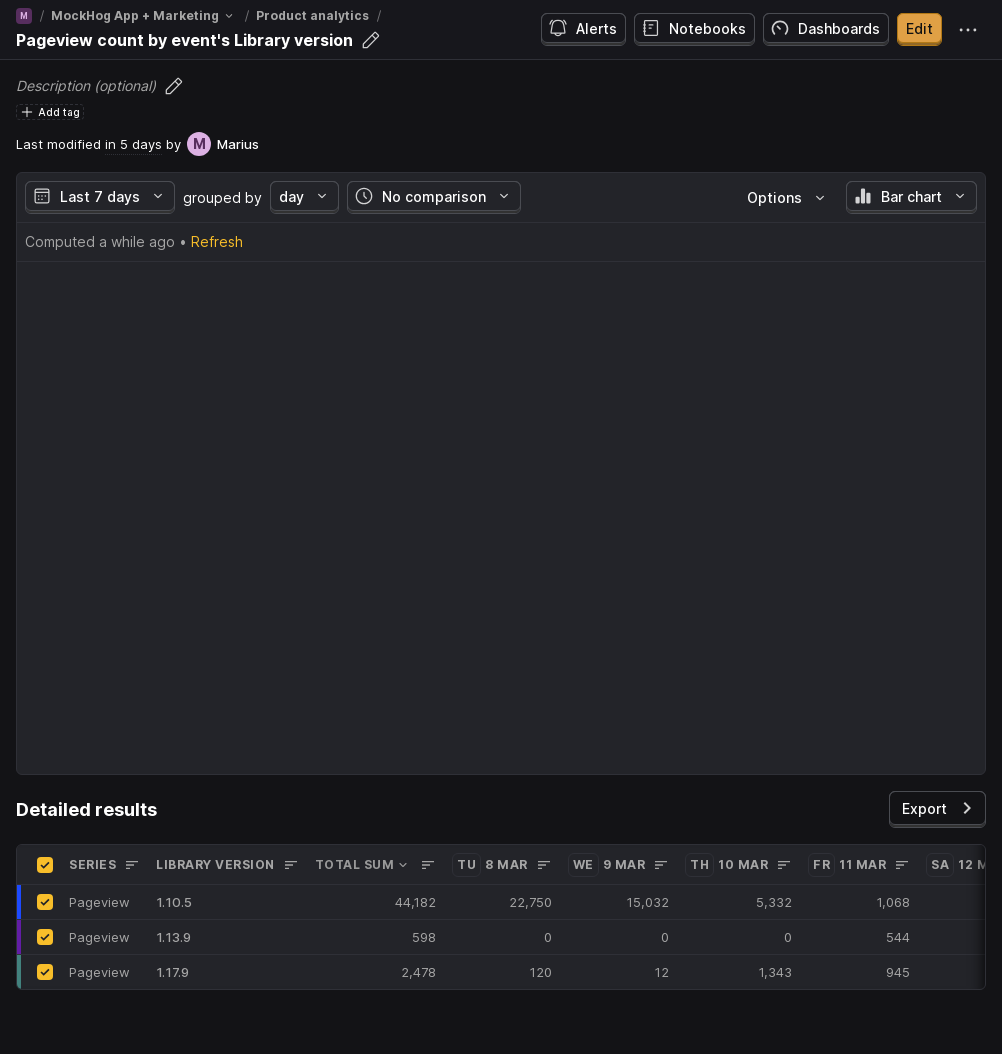 M / MockHog App + Marketing / Product analytics /
Pageview count by event's Library version
Alerts Notebooks Dashboards Edit
Description (optional)
Add tag
Last modified in 5 days by M Marius
Last 7 days grouped by day No comparison Options Bar chart
Computed a while ago • Refresh
Detailed results
Export
SERIES LIBRARY VERSION TOTAL SUM TU 8 MAR WE 9 MAR TH 10 MAR FR 11 MAR SA 12 M
Pageview 1.10.5 44,182 22,750 15,032 5,332 1,068
Pageview 1.13.9 598 0 0 0 544
Pageview 1.17.9 2,478 120 12 1,343 945